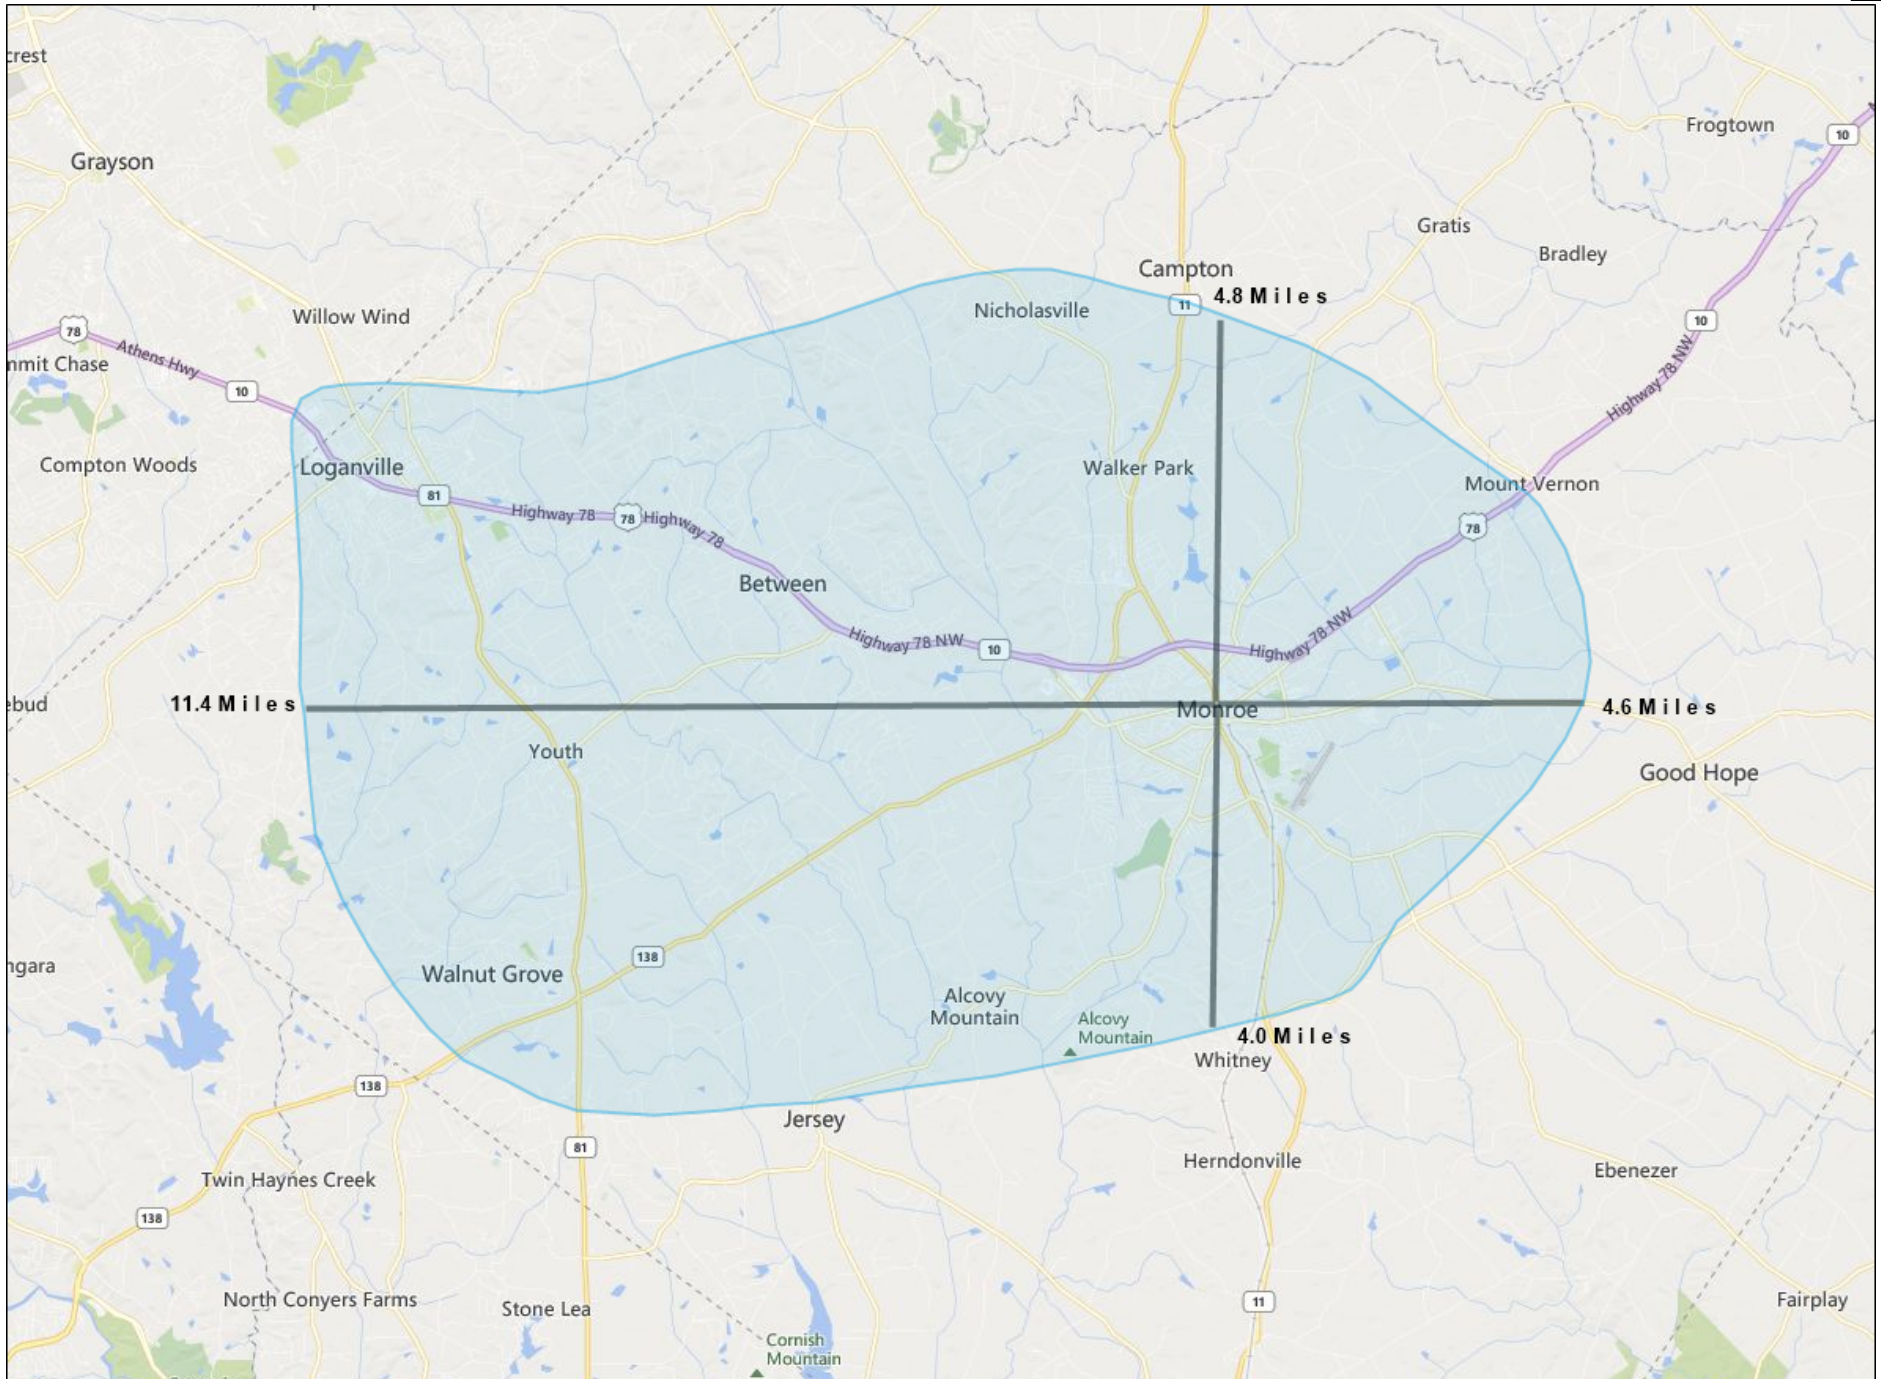 crest
Frogtown
10
Grayson
Gratis
Bradley
Campton
11
4.8 Miles
Nicholasville
Willow Wind
10
78
Athens Hwy
mmit Chase
10
Compton Woods
Loganville
81
Highway 78
78
Highway 78
Walker Park
Highway 78 NW
Mount Vernon
78
Between
Highway 78 NW
10
Highway 78 NW
ebud
11.4 Miles
Monroe
4.6 Miles
Youth
Good Hope
ngara
Walnut Grove
138
Alcovy
Mountain
Alcovy
Mountain
4.0 Miles
Whitney
138
Jersey
81
Herndonville
Ebenezer
Twin Haynes Creek
138
North Conyers Farms
Stone Lea
11
Fairplay
Cornish
Mountain